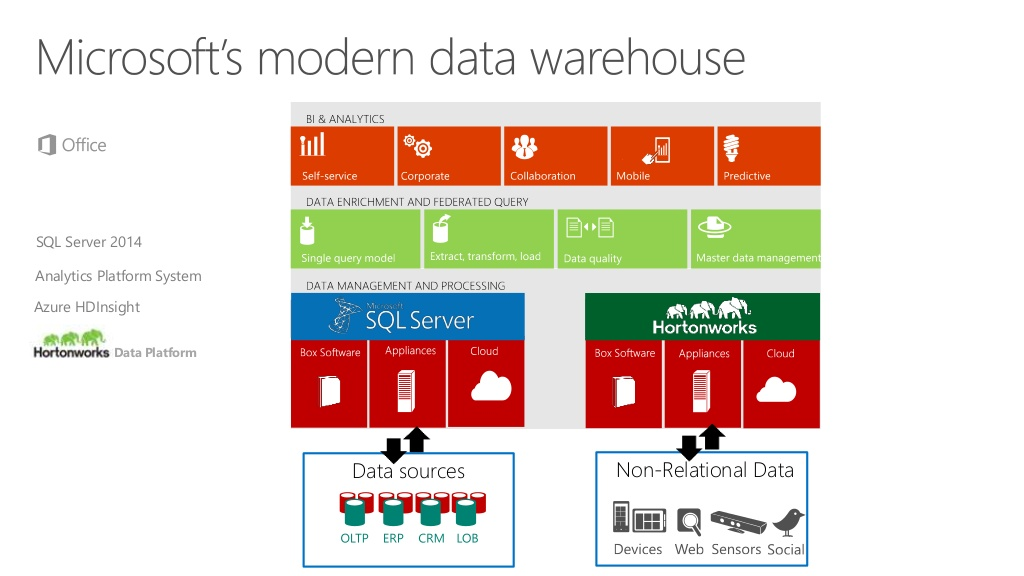 Microsoft's modern data warehouse
Office
SQL Server 2014
Analytics Platform System
Azure HDInsight
Hortonworks Data Platform
BI & ANALYTICS
Self-service
Corporate
Collaboration
Mobile
Predictive
DATA ENRICHMENT AND FEDERATED QUERY
Single query model
Extract, transform, load
Data quality
Master data management
DATA MANAGEMENT AND PROCESSING
Microsoft
SQL Server
Hortonworks
Box Software
Appliances
Cloud
Box Software
Appliances
Cloud
Data sources
OLTP
ERP
CRM
LOB
Non-Relational Data
Devices
Web
Sensors
Social